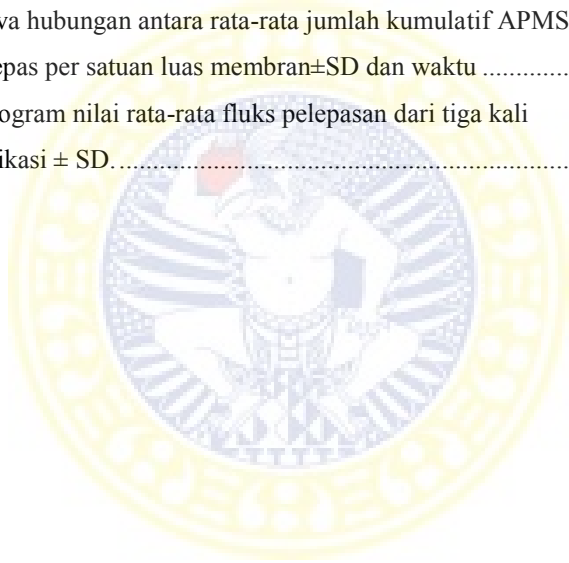 va hubungan antara rata-rata jumlah kumulatif APMS
epas per satuan luas membran±SD dan waktu .............
ogram nilai rata-rata fluks pelepasan dari tiga kali
ikasi ± SD. ....................................................................